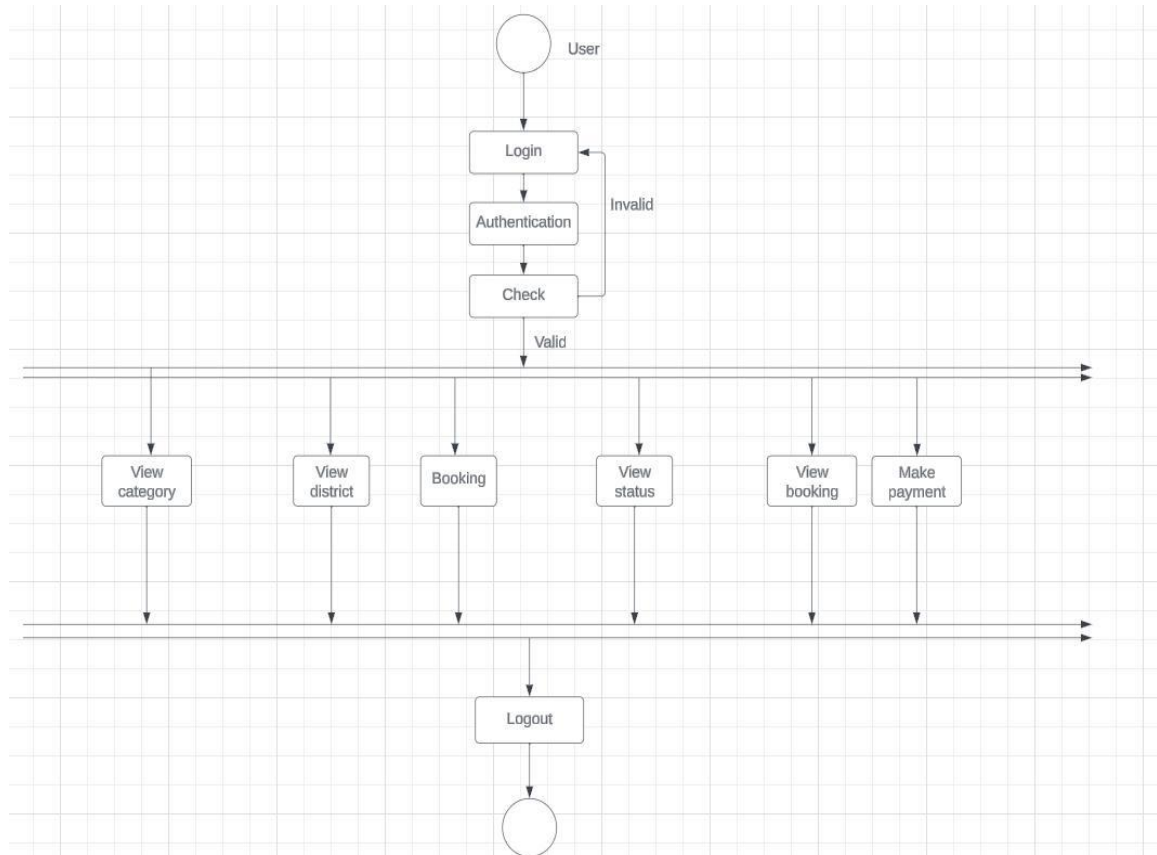 User
Login
Invalid
Authentication
Check
Valid
View
category
View
district
Booking
View
status
View
booking
Make
payment
Logout